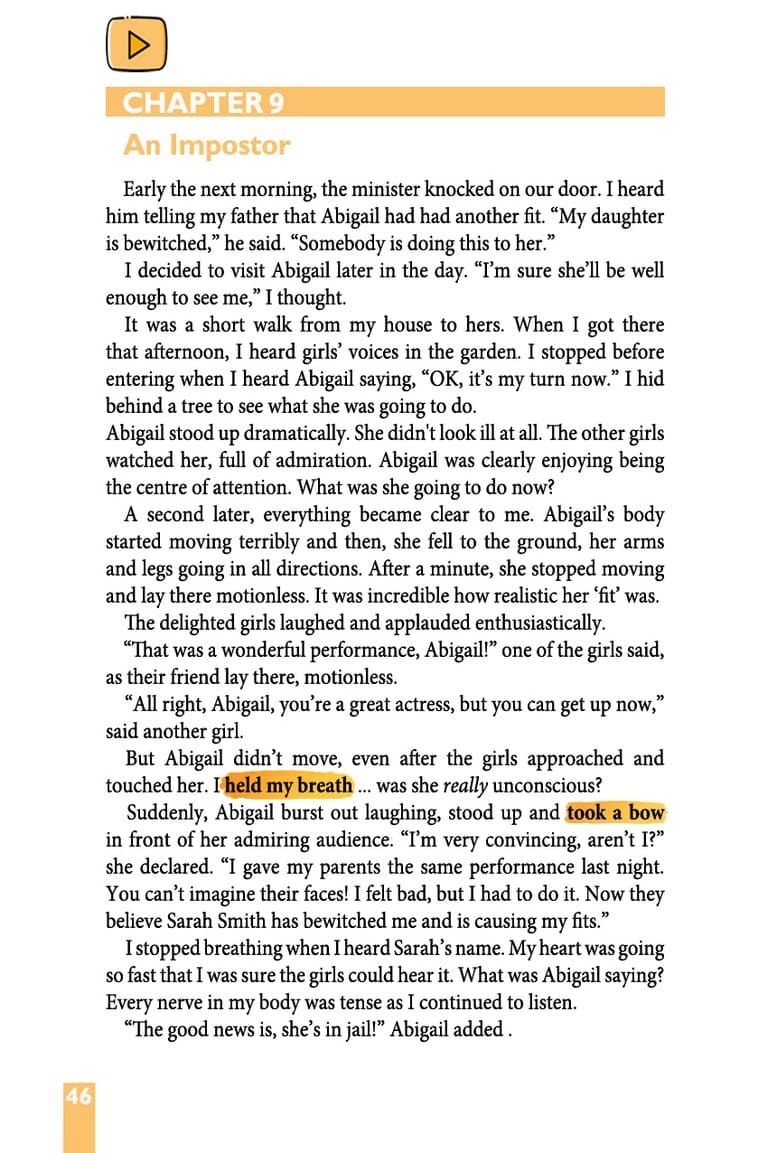 CHAPTER 9
An Impostor
Early the next morning, the minister knocked on our door. I heard
him telling my father that Abigail had had another fit. “My daughter
is bewitched,” he said. “Somebody is doing this to her.”
I decided to visit Abigail later in the day. “I’m sure she’ll be well
enough to see me,” I thought.
It was a short walk from my house to hers. When I got there
that afternoon, I heard girls’ voices in the garden. I stopped before
entering when I heard Abigail saying, “OK, it’s my turn now.” I hid
behind a tree to see what she was going to do.
Abigail stood up dramatically. She didn't look ill at all. The other girls
watched her, full of admiration. Abigail was clearly enjoying being
the centre of attention. What was she going to do now?
A second later, everything became clear to me. Abigail’s body
started moving terribly and then, she fell to the ground, her arms
and legs going in all directions. After a minute, she stopped moving
and lay there motionless. It was incredible how realistic her ‘fit’ was.
The delighted girls laughed and applauded enthusiastically.
“That was a wonderful performance, Abigail!” one of the girls said,
as their friend lay there, motionless.
“All right, Abigail, you’re a great actress, but you can get up now,”
said another girl.
But Abigail didn’t move, even after the girls approached and
touched her. I held my breath ... was she really unconscious?
Suddenly, Abigail burst out laughing, stood up and took a bow
in front of her admiring audience. “I’m very convincing, aren’t I?”
she declared. “I gave my parents the same performance last night.
You can’t imagine their faces! I felt bad, but I had to do it. Now they
believe Sarah Smith has bewitched me and is causing my fits.”
I stopped breathing when I heard Sarah’s name. My heart was going
so fast that I was sure the girls could hear it. What was Abigail saying?
Every nerve in my body was tense as I continued to listen.
“The good news is, she’s in jail!” Abigail added .
46